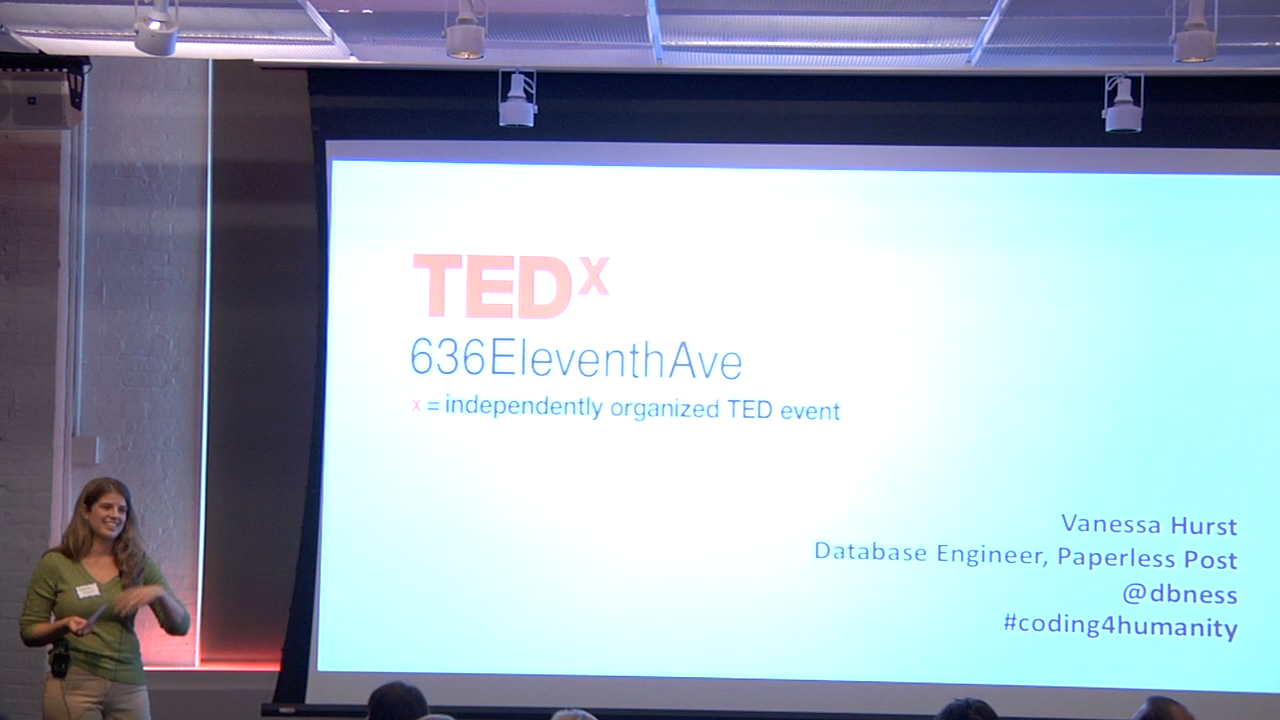 TEDx
636EleventhAve
x = independently organized TED event
Vanessa Hurst
Database Engineer, Paperless Post
@dbness
#coding4humanity